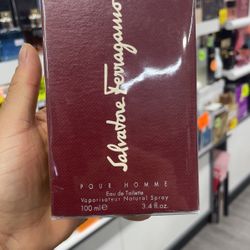 Salvatore Ferragamo
POUR HOMME
Eau de Toilette
Vaporisateur Natural Spray
100 ml e 3.4 fl. oz.